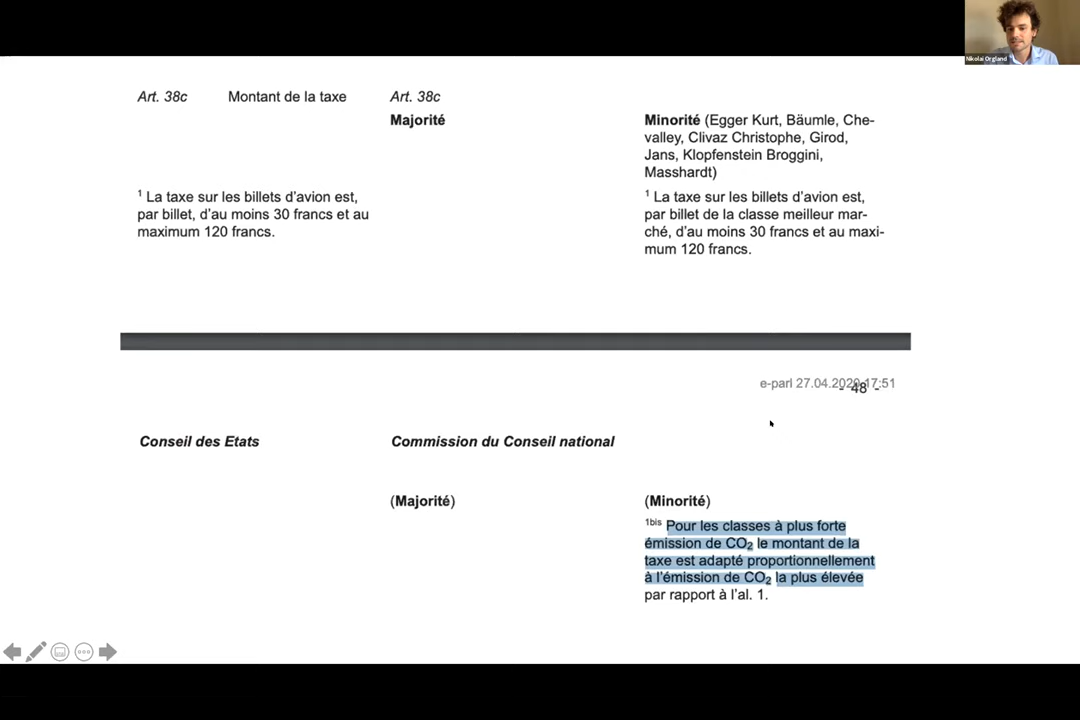 Nikolai Orgland
Art. 38c Montant de la taxe Art. 38c
Majorité
Minorité (Egger Kurt, Bäumle, Che-
valley, Clivaz Christophe, Girod,
Jans, Klopfenstein Broggini,
Masshardt)
1 La taxe sur les billets d’avion est,
par billet, d’au moins 30 francs et au
maximum 120 francs.
1 La taxe sur les billets d’avion est,
par billet de la classe meilleur mar-
ché, d’au moins 30 francs et au maxi-
mum 120 francs.
e-parl 27.04.2020 17:51
- 48 -
Conseil des Etats Commission du Conseil national
(Majorité)
(Minorité)
1bis Pour les classes à plus forte
émission de CO2 le montant de la
taxe est adapté proportionnellement
à l’émission de CO2 la plus élevée
par rapport à l’al. 1.